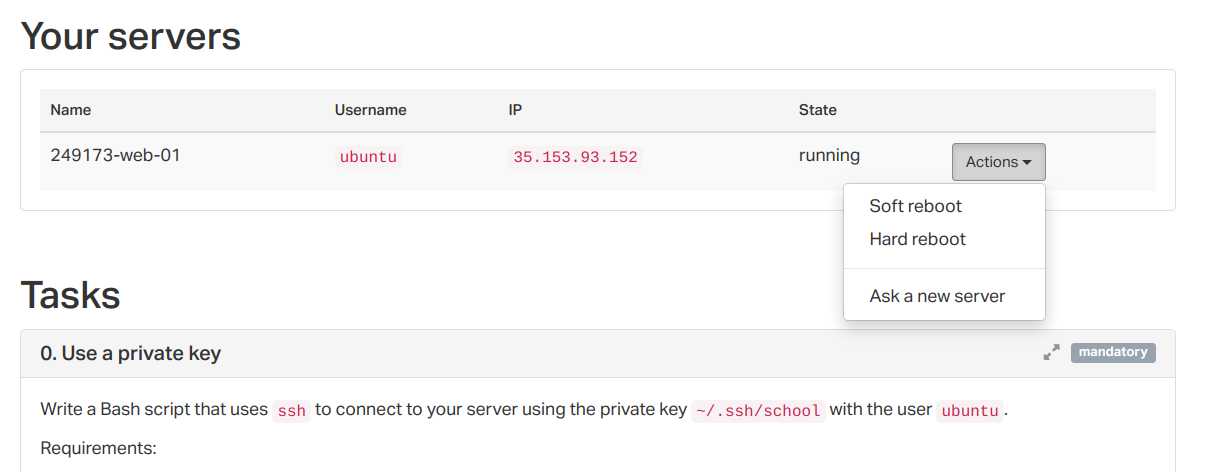 Your servers
Name Username IP State
249173-web-01 ubuntu 35.153.93.152 running Actions
Soft reboot
Hard reboot
Ask a new server
Tasks
0. Use a private key mandatory
Write a Bash script that uses ssh to connect to your server using the private key ~/.ssh/school with the user ubuntu.
Requirements: